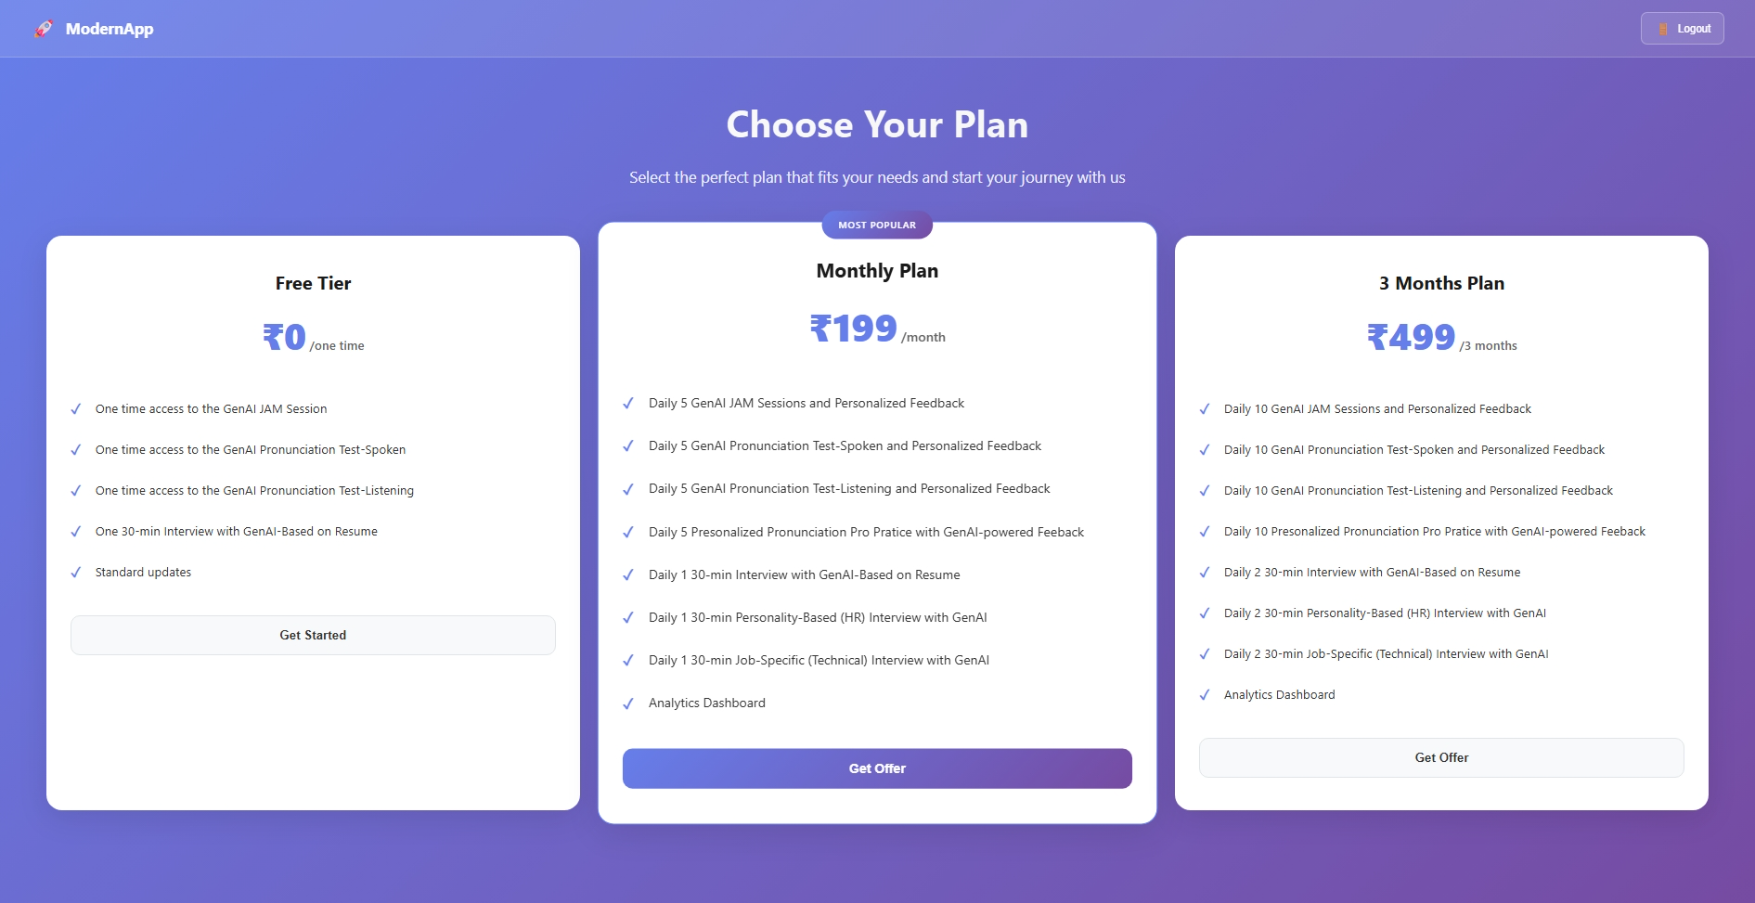 ModernApp
Logout
Choose Your Plan
Select the perfect plan that fits your needs and start your journey with us
Free Tier
₹0 /one time
One time access to the GenAI JAM Session
One time access to the GenAI Pronunciation Test-Spoken
One time access to the GenAI Pronunciation Test-Listening
One 30-min Interview with GenAI-Based on Resume
Standard updates
Get Started
MOST POPULAR
Monthly Plan
₹199 /month
Daily 5 GenAI JAM Sessions and Personalized Feedback
Daily 5 GenAI Pronunciation Test-Spoken and Personalized Feedback
Daily 5 GenAI Pronunciation Test-Listening and Personalized Feedback
Daily 5 Presonalized Pronunciation Pro Pratice with GenAI-powered Feeback
Daily 1 30-min Interview with GenAI-Based on Resume
Daily 1 30-min Personality-Based (HR) Interview with GenAI
Daily 1 30-min Job-Specific (Technical) Interview with GenAI
Analytics Dashboard
Get Offer
3 Months Plan
₹499 /3 months
Daily 10 GenAI JAM Sessions and Personalized Feedback
Daily 10 GenAI Pronunciation Test-Spoken and Personalized Feedback
Daily 10 GenAI Pronunciation Test-Listening and Personalized Feedback
Daily 10 Presonalized Pronunciation Pro Pratice with GenAI-powered Feeback
Daily 2 30-min Interview with GenAI-Based on Resume
Daily 2 30-min Personality-Based (HR) Interview with GenAI
Daily 2 30-min Job-Specific (Technical) Interview with GenAI
Analytics Dashboard
Get Offer